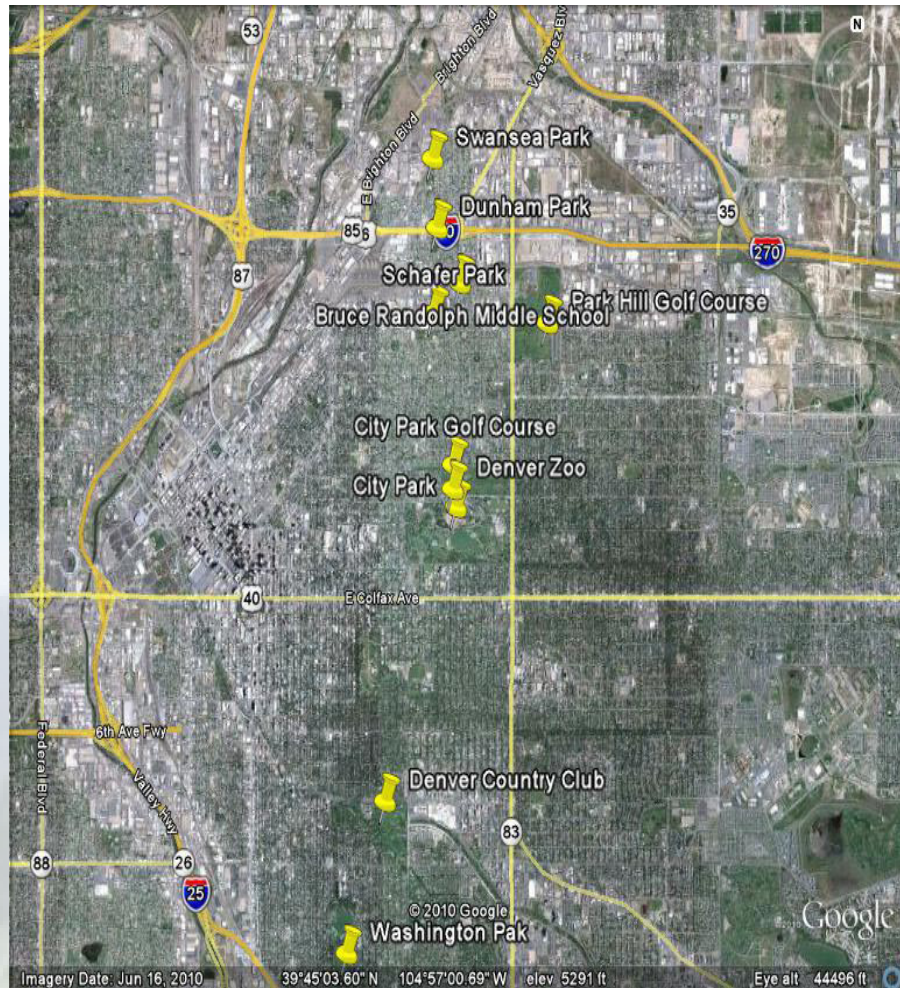 53
N
Brighton Blvd
Vasquez Blv
E Brighton Blvd
Swansea Park
Dunham Park
35
85
6
0
270
87
Schafer Park
Park Hill Golf Course
Bruce Randolph Middle School
City Park Golf Course
Denver Zoo
City Park
40
E Colfax Ave
6th Ave Fwy
Federal Blvd
Valley Hwy
Denver Country Club
83
88
26
25
© 2010 Google
Google
Washington Pak
Imagery Date: Jun 16, 2010 39°45'03.60" N 104°57'00.69" W elev 5291 ft Eye alt 44496 ft